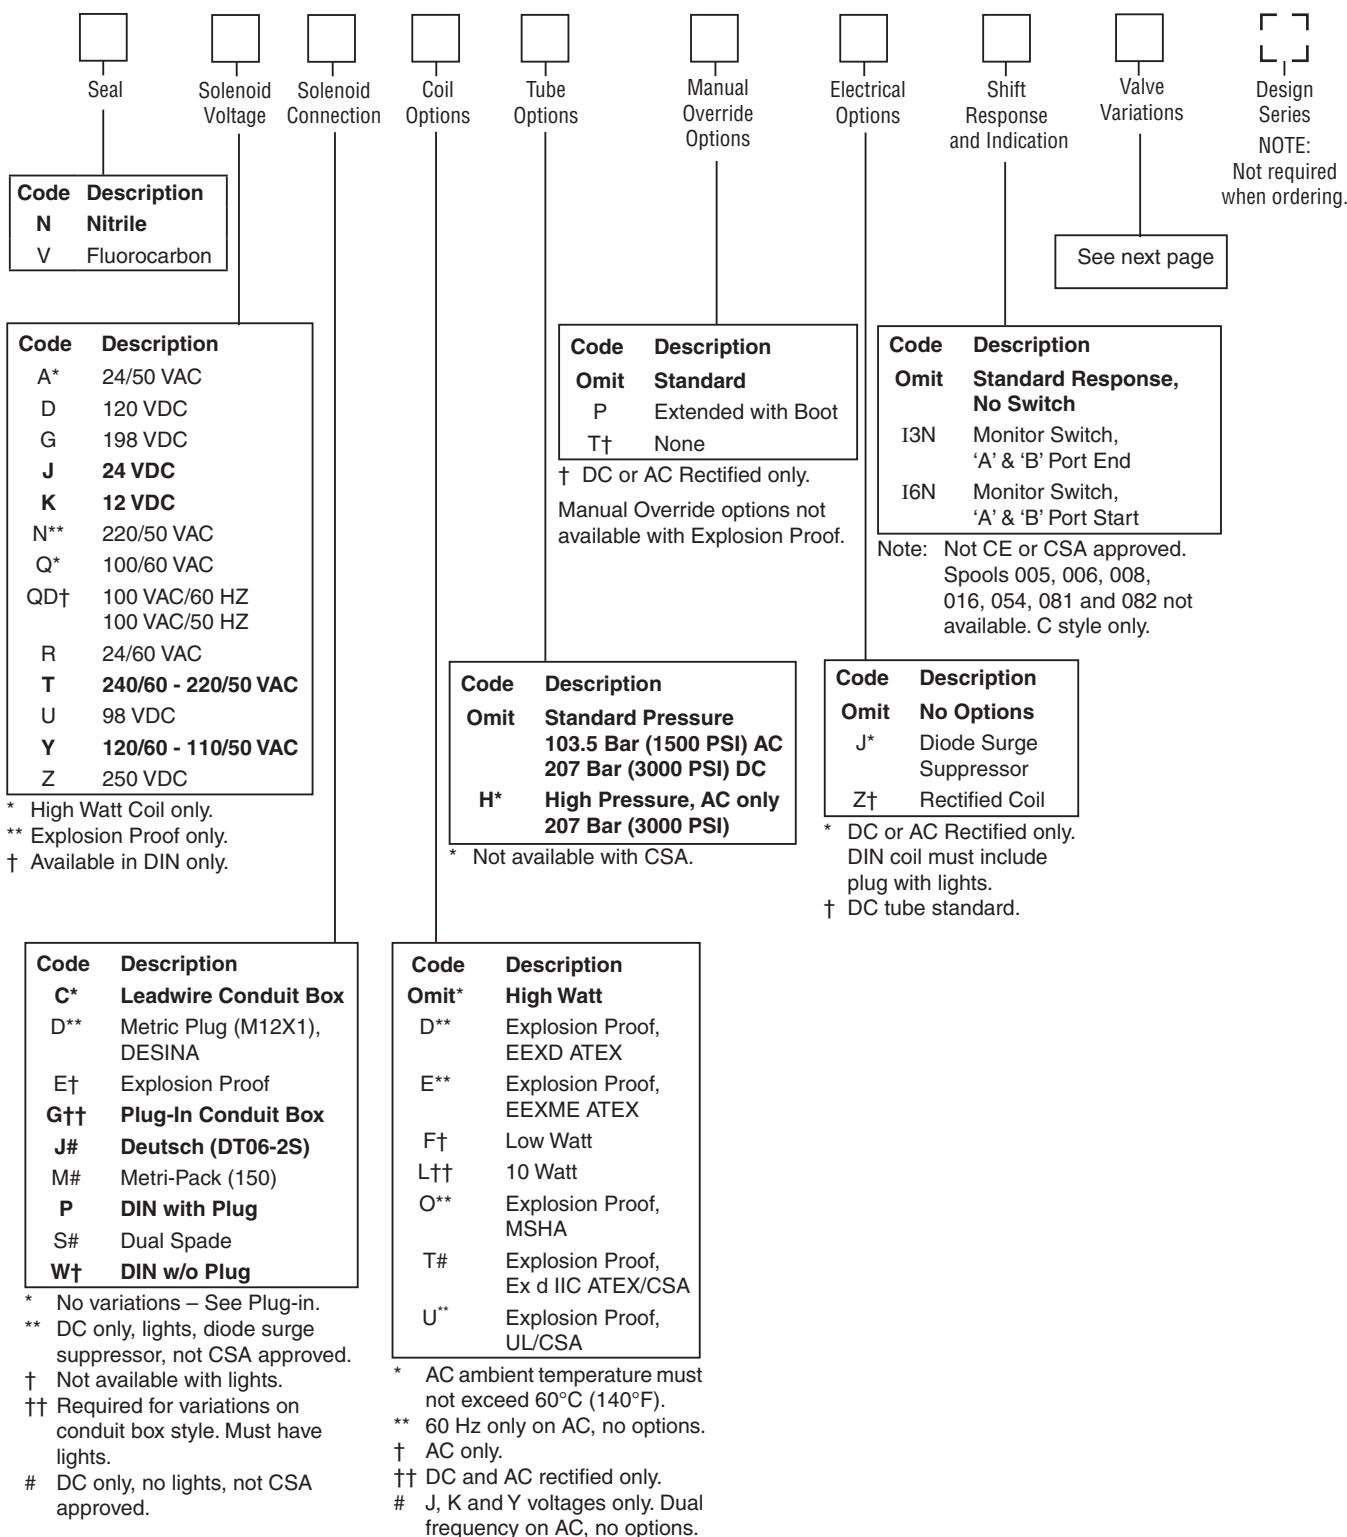 Seal
Solenoid
Voltage
Solenoid
Connection
Coil
Options
Tube
Options
Manual
Override
Options
Electrical
Options
Shift
Response
and Indication
Valve
Variations
Design
Series
NOTE:
Not required
when ordering.
Code Description
N Nitrile
V Fluorocarbon
See next page
Code Description
A* 24/50 VAC
D 120 VDC
G 198 VDC
J 24 VDC
K 12 VDC
N** 220/50 VAC
Q* 100/60 VAC
QD† 100 VAC/60 HZ
100 VAC/50 HZ
R 24/60 VAC
T 240/60 - 220/50 VAC
U 98 VDC
Y 120/60 - 110/50 VAC
Z 250 VDC
* High Watt Coil only.
** Explosion Proof only.
† Available in DIN only.
Code Description
Omit Standard
P Extended with Boot
T† None
† DC or AC Rectified only.
Manual Override options not
available with Explosion Proof.
Code Description
Omit Standard Response,
No Switch
I3N Monitor Switch,
‘A’ & ‘B’ Port End
I6N Monitor Switch,
‘A’ & ‘B’ Port Start
Note: Not CE or CSA approved.
Spools 005, 006, 008,
016, 054, 081 and 082 not
available. C style only.
Code Description
Omit Standard Pressure
103.5 Bar (1500 PSI) AC
207 Bar (3000 PSI) DC
H* High Pressure, AC only
207 Bar (3000 PSI)
* Not available with CSA.
Code Description
Omit No Options
J* Diode Surge
Suppressor
Z† Rectified Coil
* DC or AC Rectified only.
DIN coil must include
plug with lights.
† DC tube standard.
Code Description
C* Leadwire Conduit Box
D** Metric Plug (M12X1),
DESINA
E† Explosion Proof
G†† Plug-In Conduit Box
J# Deutsch (DT06-2S)
M# Metri-Pack (150)
P DIN with Plug
S# Dual Spade
W† DIN w/o Plug
* No variations – See Plug-in.
** DC only, lights, diode surge
suppressor, not CSA approved.
† Not available with lights.
†† Required for variations on
conduit box style. Must have
lights.
# DC only, no lights, not CSA
approved.
Code Description
Omit* High Watt
D** Explosion Proof,
EEXD ATEX
E** Explosion Proof,
EEXME ATEX
F† Low Watt
L†† 10 Watt
O** Explosion Proof,
MSHA
T# Explosion Proof,
Ex d IIC ATEX/CSA
U** Explosion Proof,
UL/CSA
* AC ambient temperature must
not exceed 60°C (140°F).
** 60 Hz only on AC, no options.
† AC only.
†† DC and AC rectified only.
# J, K and Y voltages only. Dual
frequency on AC, no options.